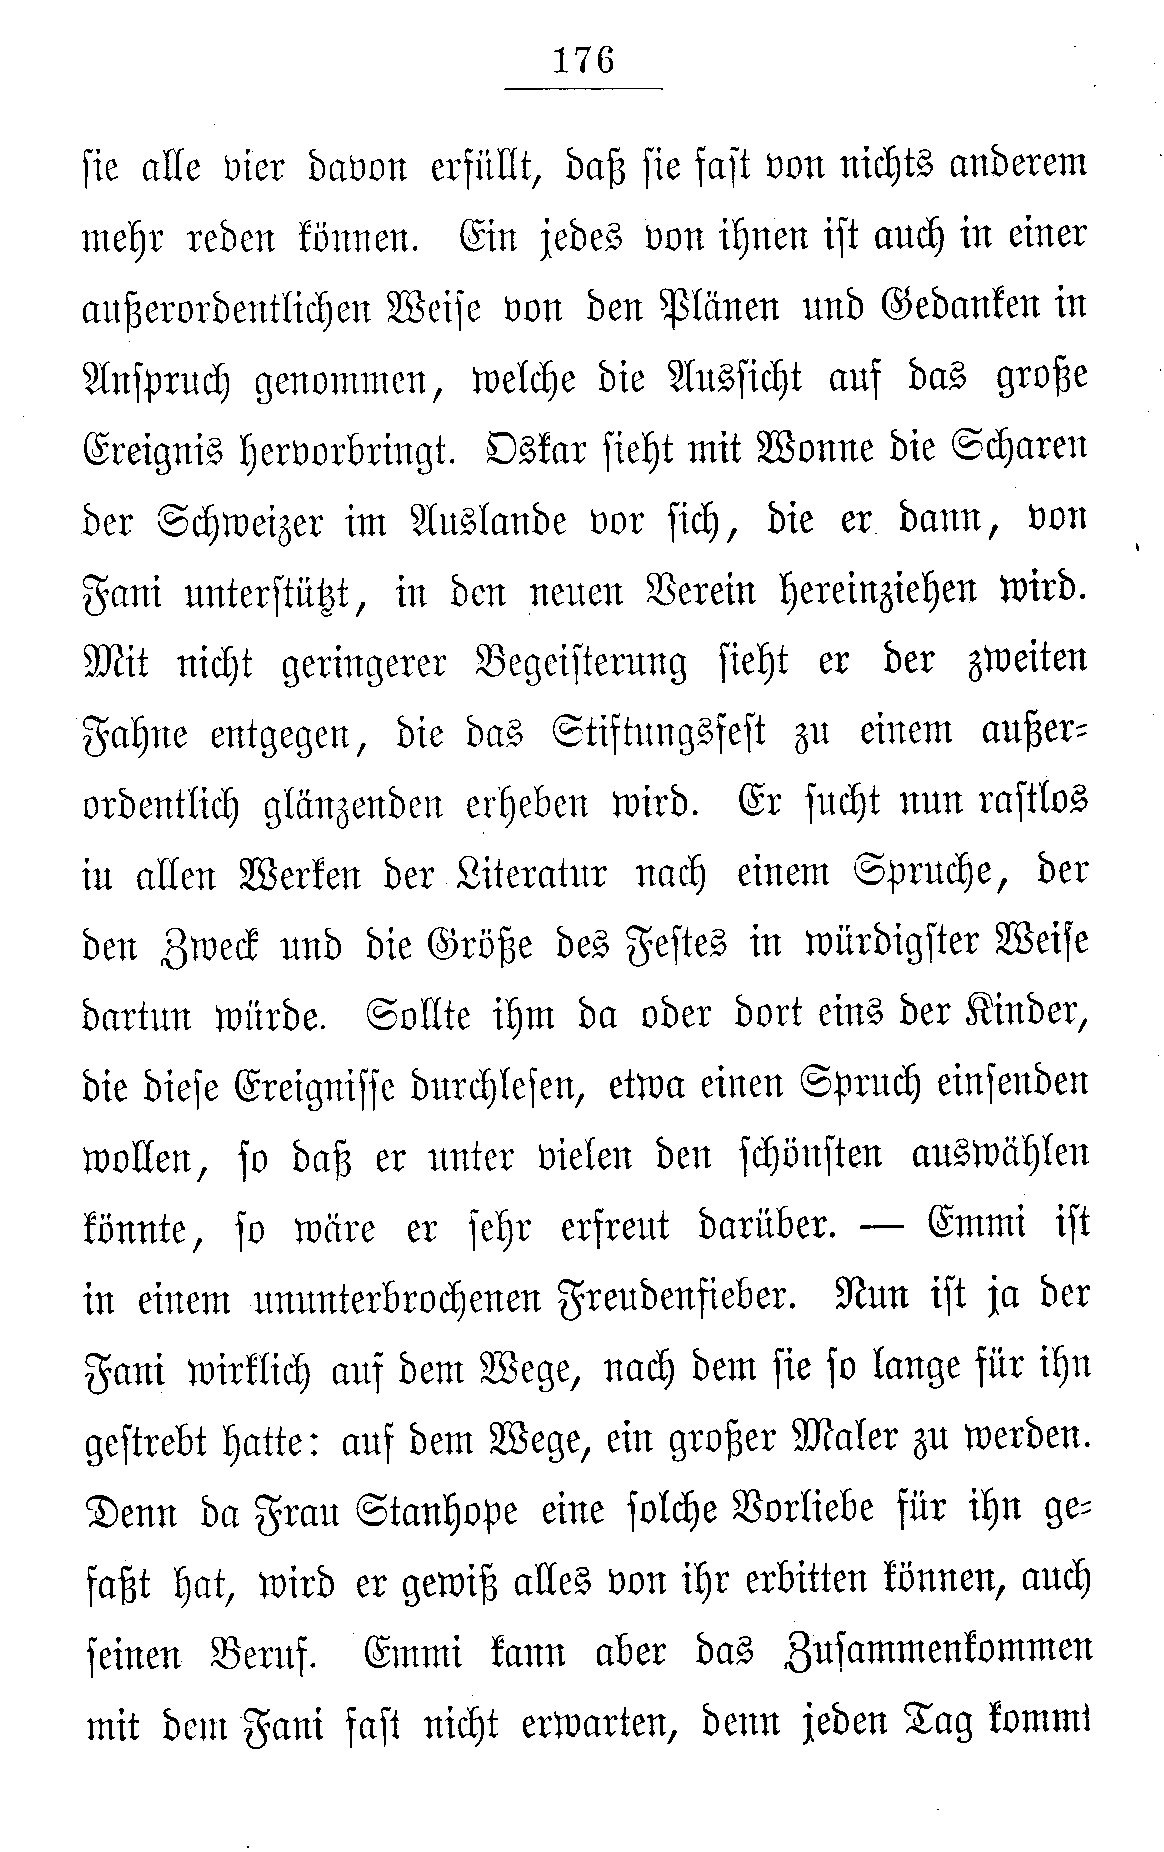 176
sie alle vier davon erfüllt, daß sie fast von nichts anderem
mehr reden können. Ein jedes von ihnen ist auch in einer
außerordentlichen Weise von den Plänen und Gedanken in
Anspruch genommen, welche die Aussicht auf das große
Ereignis hervorbringt. Oskar sieht mit Wonne die Scharen
der Schweizer im Auslande vor sich, die er dann, von
Fani unterstützt, in den neuen Verein hereinziehen wird.
Mit nicht geringerer Begeisterung sieht er der zweiten
Fahne entgegen, die das Stiftungsfest zu einem außer-
ordentlich glänzenden erheben wird. Er sucht nun rastlos
in allen Werken der Literatur nach einem Spruche, der
den Zweck und die Größe des Festes in würdigster Weise
dartun würde. Sollte ihm da oder dort eins der Kinder,
die diese Ereignisse durchlesen, etwa einen Spruch einsenden
wollen, so daß er unter vielen den schönsten auswählen
könnte, so wäre er sehr erfreut darüber. — Emmi ist
in einem ununterbrochenen Freudenfieber. Nun ist ja der
Fani wirklich auf dem Wege, nach dem sie so lange für ihn
gestrebt hatte: auf dem Wege, ein großer Maler zu werden.
Denn da Frau Stanhope eine solche Vorliebe für ihn ge-
faßt hat, wird er gewiß alles von ihr erbitten können, auch
seinen Beruf. Emmi kann aber das Zusammenkommen
mit dem Fani fast nicht erwarten, denn jeden Tag kommt